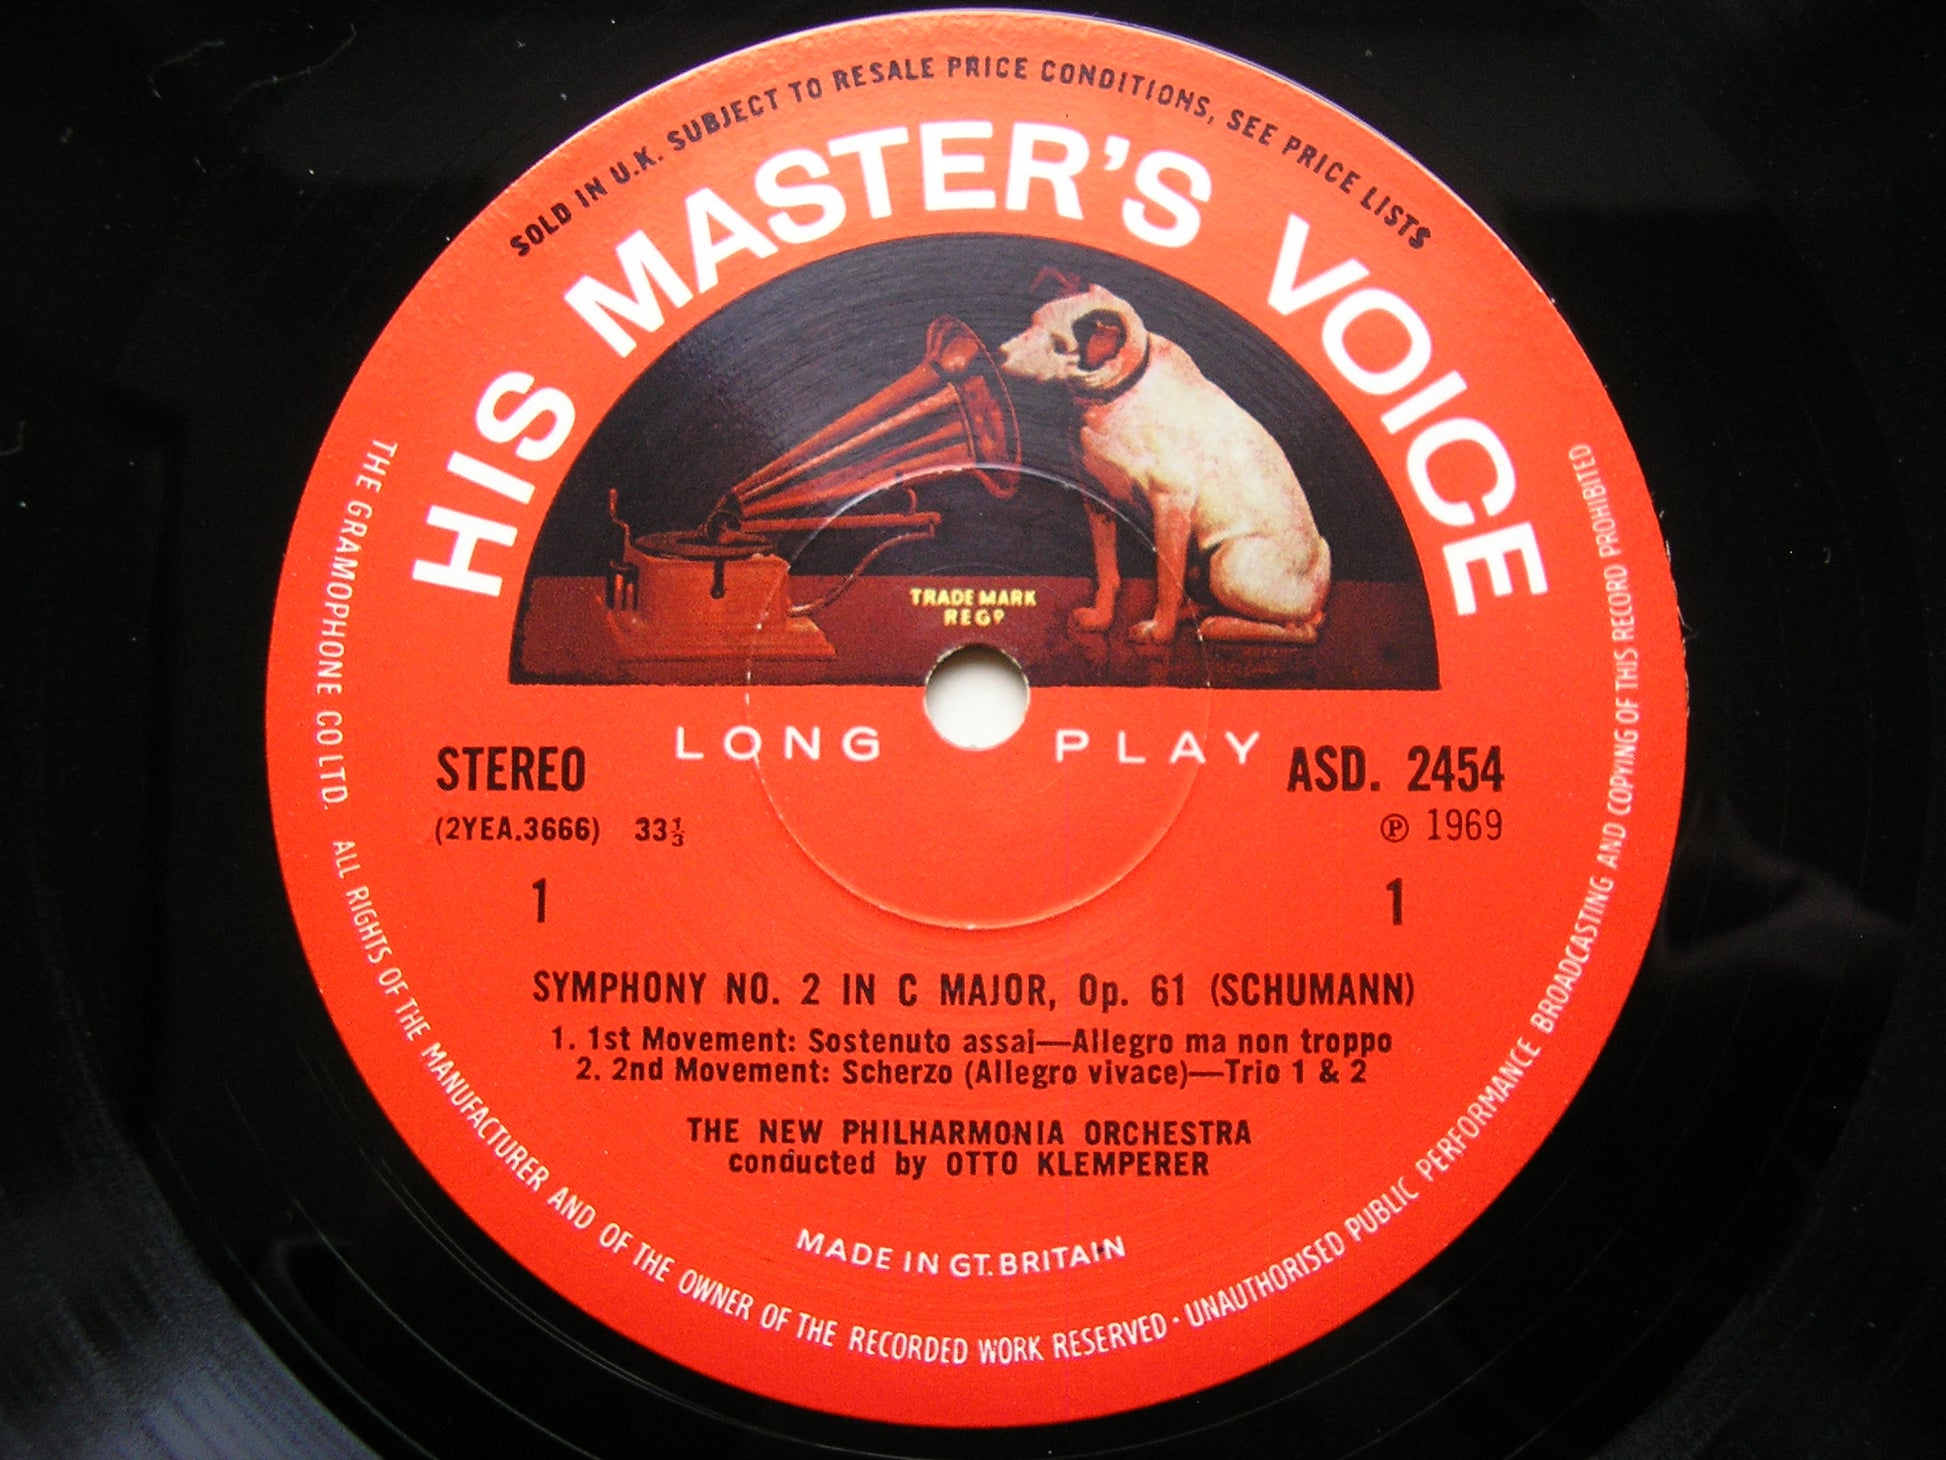 SOLD IN U.K. SUBJECT TO RESALE PRICE CONDITIONS, SEE PRICE LISTS
HIS MASTER'S VOICE
TRADE MARK
REGD
LONG PLAY
STEREO
ASD. 2454
(2YEA.3666) 33⅓
℗ 1969
1
1
SYMPHONY NO. 2 IN C MAJOR, Op. 61 (SCHUMANN)
1. 1st Movement: Sostenuto assai—Allegro ma non troppo
2. 2nd Movement: Scherzo (Allegro vivace)—Trio 1 & 2
THE NEW PHILHARMONIA ORCHESTRA
conducted by OTTO KLEMPERER
MADE IN GT. BRITAIN
THE GRAMOPHONE CO LTD. ALL RIGHTS OF THE MANUFACTURER AND OF THE OWNER OF THE RECORDED WORK RESERVED · UNAUTHORISED PUBLIC PERFORMANCE BROADCASTING AND COPYING OF THIS RECORD PROHIBITED